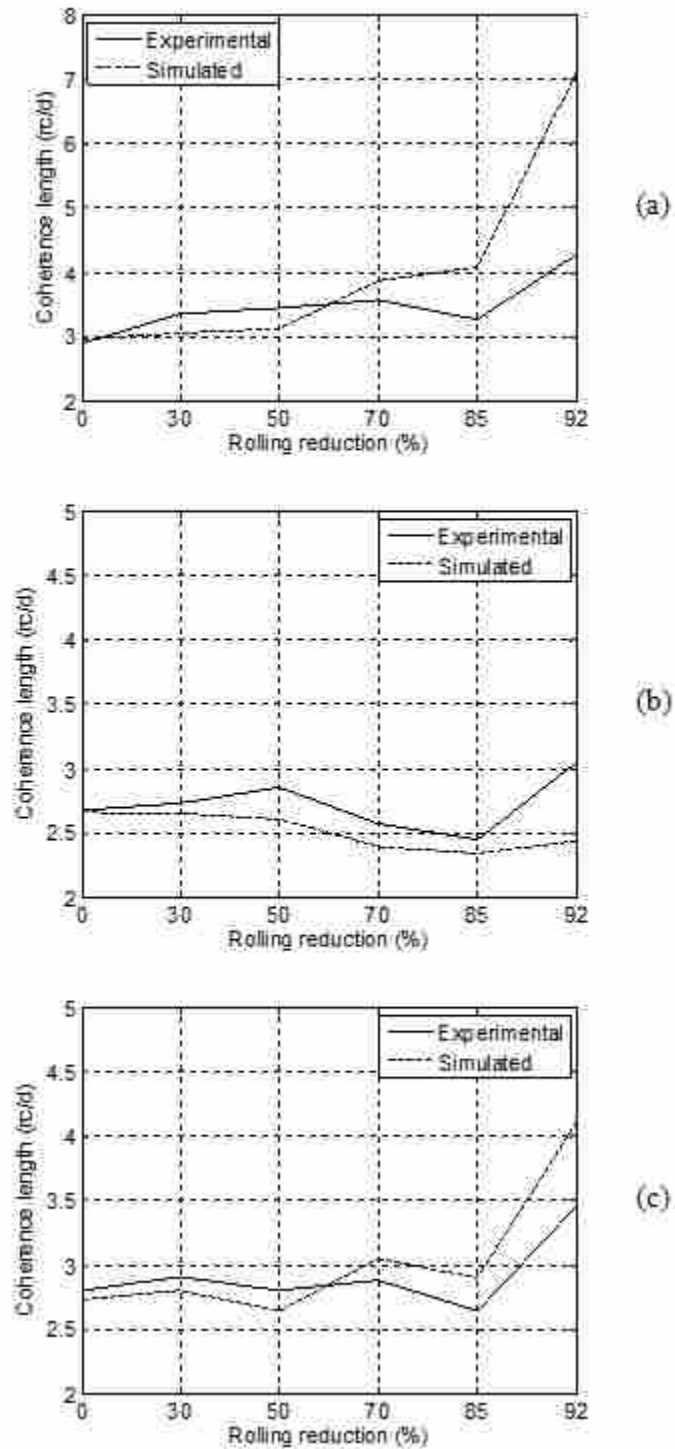 8
7
6
5
4
3
2
Coherence length (rc/d)
Experimental
Simulated
0 30 50 70 85 92
Rolling reduction (%)
(a)
5
4.5
4
3.5
3
2.5
2
Coherence length (rc/d)
Experimental
Simulated
0 30 50 70 85 92
Rolling reduction (%)
(b)
5
4.5
4
3.5
3
2.5
2
Coherence length (rc/d)
Experimental
Simulated
0 30 50 70 85 92
Rolling reduction (%)
(c)